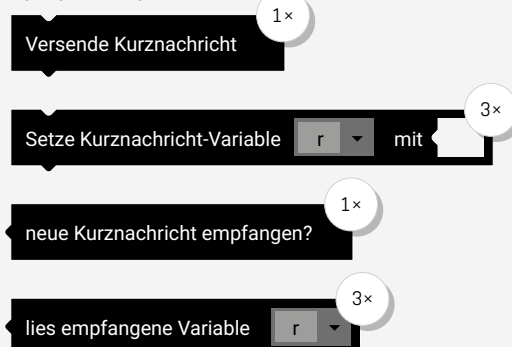 1×
Versende Kurznachricht
3×
Setze Kurznachricht-Variable r mit
1×
neue Kurznachricht empfangen?
3×
lies empfangene Variable r